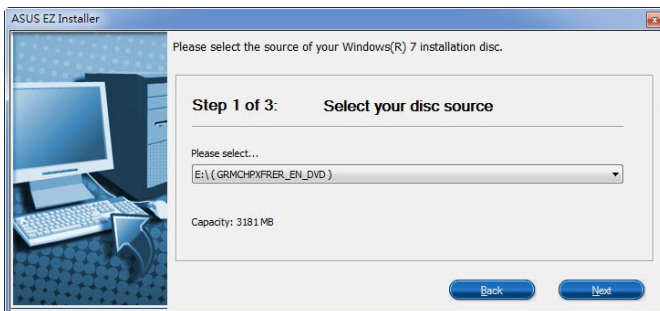 ASUS EZ Installer
Please select the source of your Windows(R) 7 installation disc.
Step 1 of 3: Select your disc source
Please select...
E:\ ( GRMCHPXFRER_EN_DVD )
Capacity: 3181 MB
Back Next